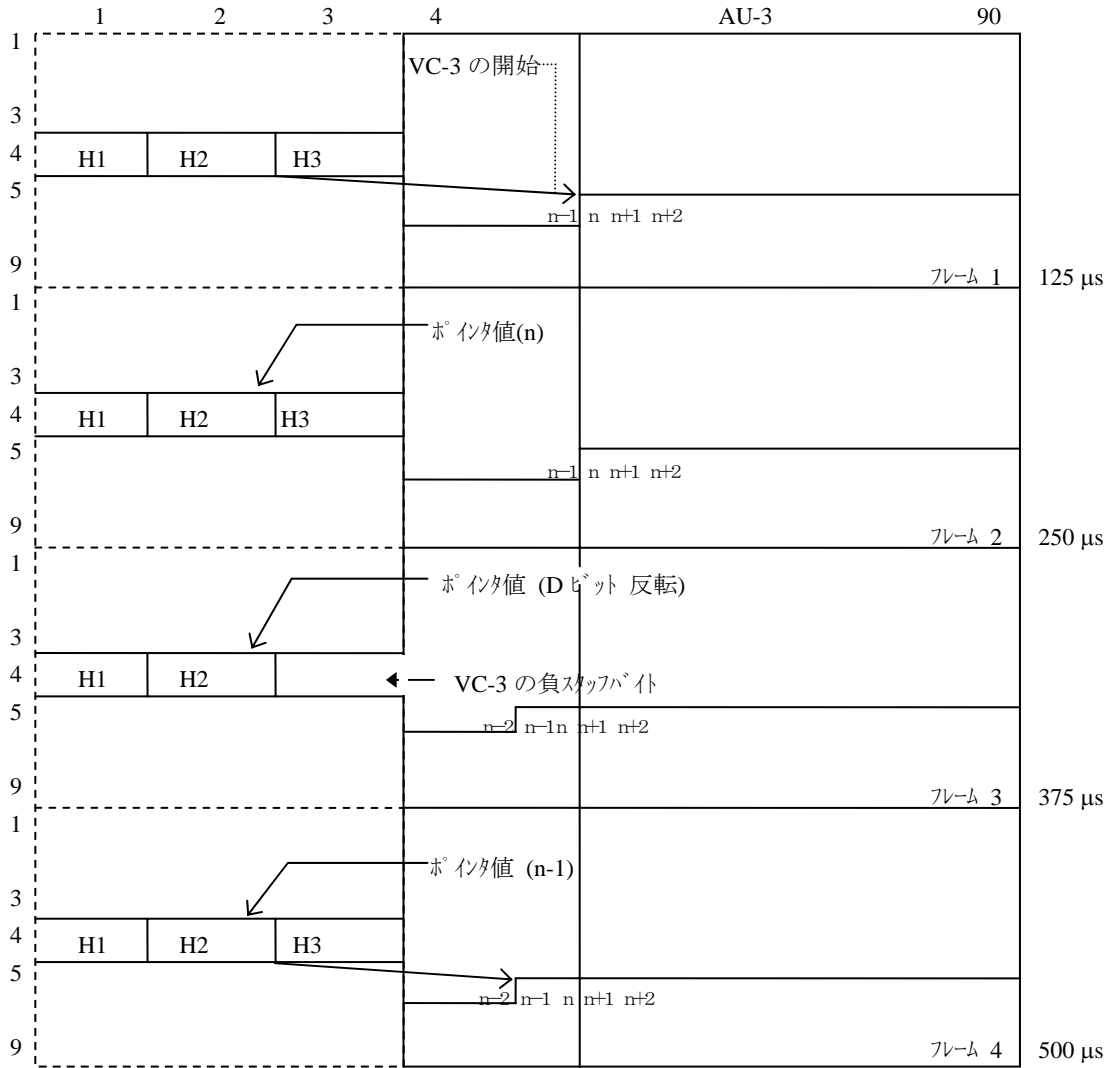 1 2 3 4 AU-3 90
1
VC-3 の開始
3
4 H1 H2 H3
5
n-1 n n+1 n+2
9
フレーム 1 125 μs
1
ポインタ値(n)
3
4 H1 H2 H3
5
n-1 n n+1 n+2
9
フレーム 2 250 μs
1
ポインタ値 (D ビット 反転)
3
4 H1 H2 VC-3 の負スタッフバイト
5
n-2 n-1n n+1 n+2
9
フレーム 3 375 μs
1
ポインタ値 (n-1)
3
4 H1 H2 H3
5
n-2 n-1 n n+1 n+2
9
フレーム 4 500 μs